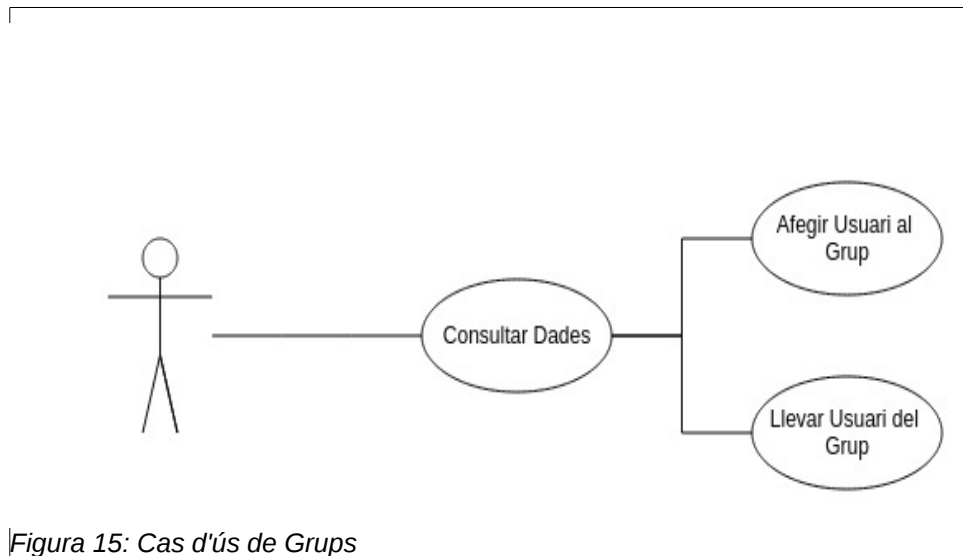 Afegir Usuari al
Grup
Consultar Dades
Llevar Usuari del
Grup
Figura 15: Cas d'ús de Grups